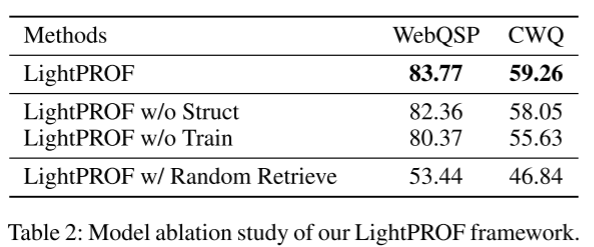 Methods WebQSP CWQ
LightPROF 83.77 59.26
LightPROF w/o Struct 82.36 58.05
LightPROF w/o Train 80.37 55.63
LightPROF w/ Random Retrieve 53.44 46.84
Table 2: Model ablation study of our LightPROF framework.